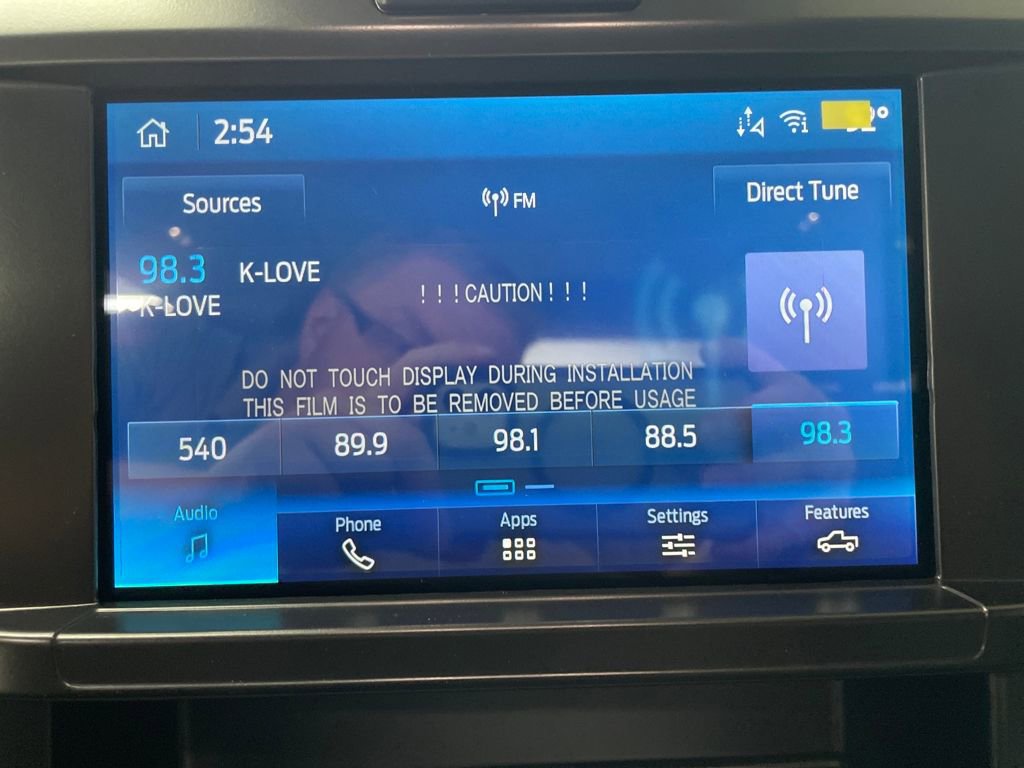 2:54
Sources
FM
Direct Tune
98.3 K-LOVE
K-LOVE
!!!CAUTION!!!
DO NOT TOUCH DISPLAY DURING INSTALLATION
THIS FILM IS TO BE REMOVED BEFORE USAGE
540 89.9 98.1 88.5 98.3
Audio Phone Apps Settings Features